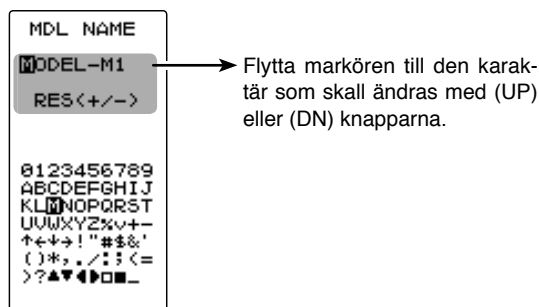 MDL NAME
MODEL-M1
RES(+/-)
0123456789
ABCDEFGHIJ
KLMNOPQRST
UVWXYZ%v+-
↑←↓→!"#$&'
()*,./:;<=
>?▲▼◀▶□■_
Flytta markören till den karak-
tär som skall ändras med (UP)
eller (DN) knapparna.